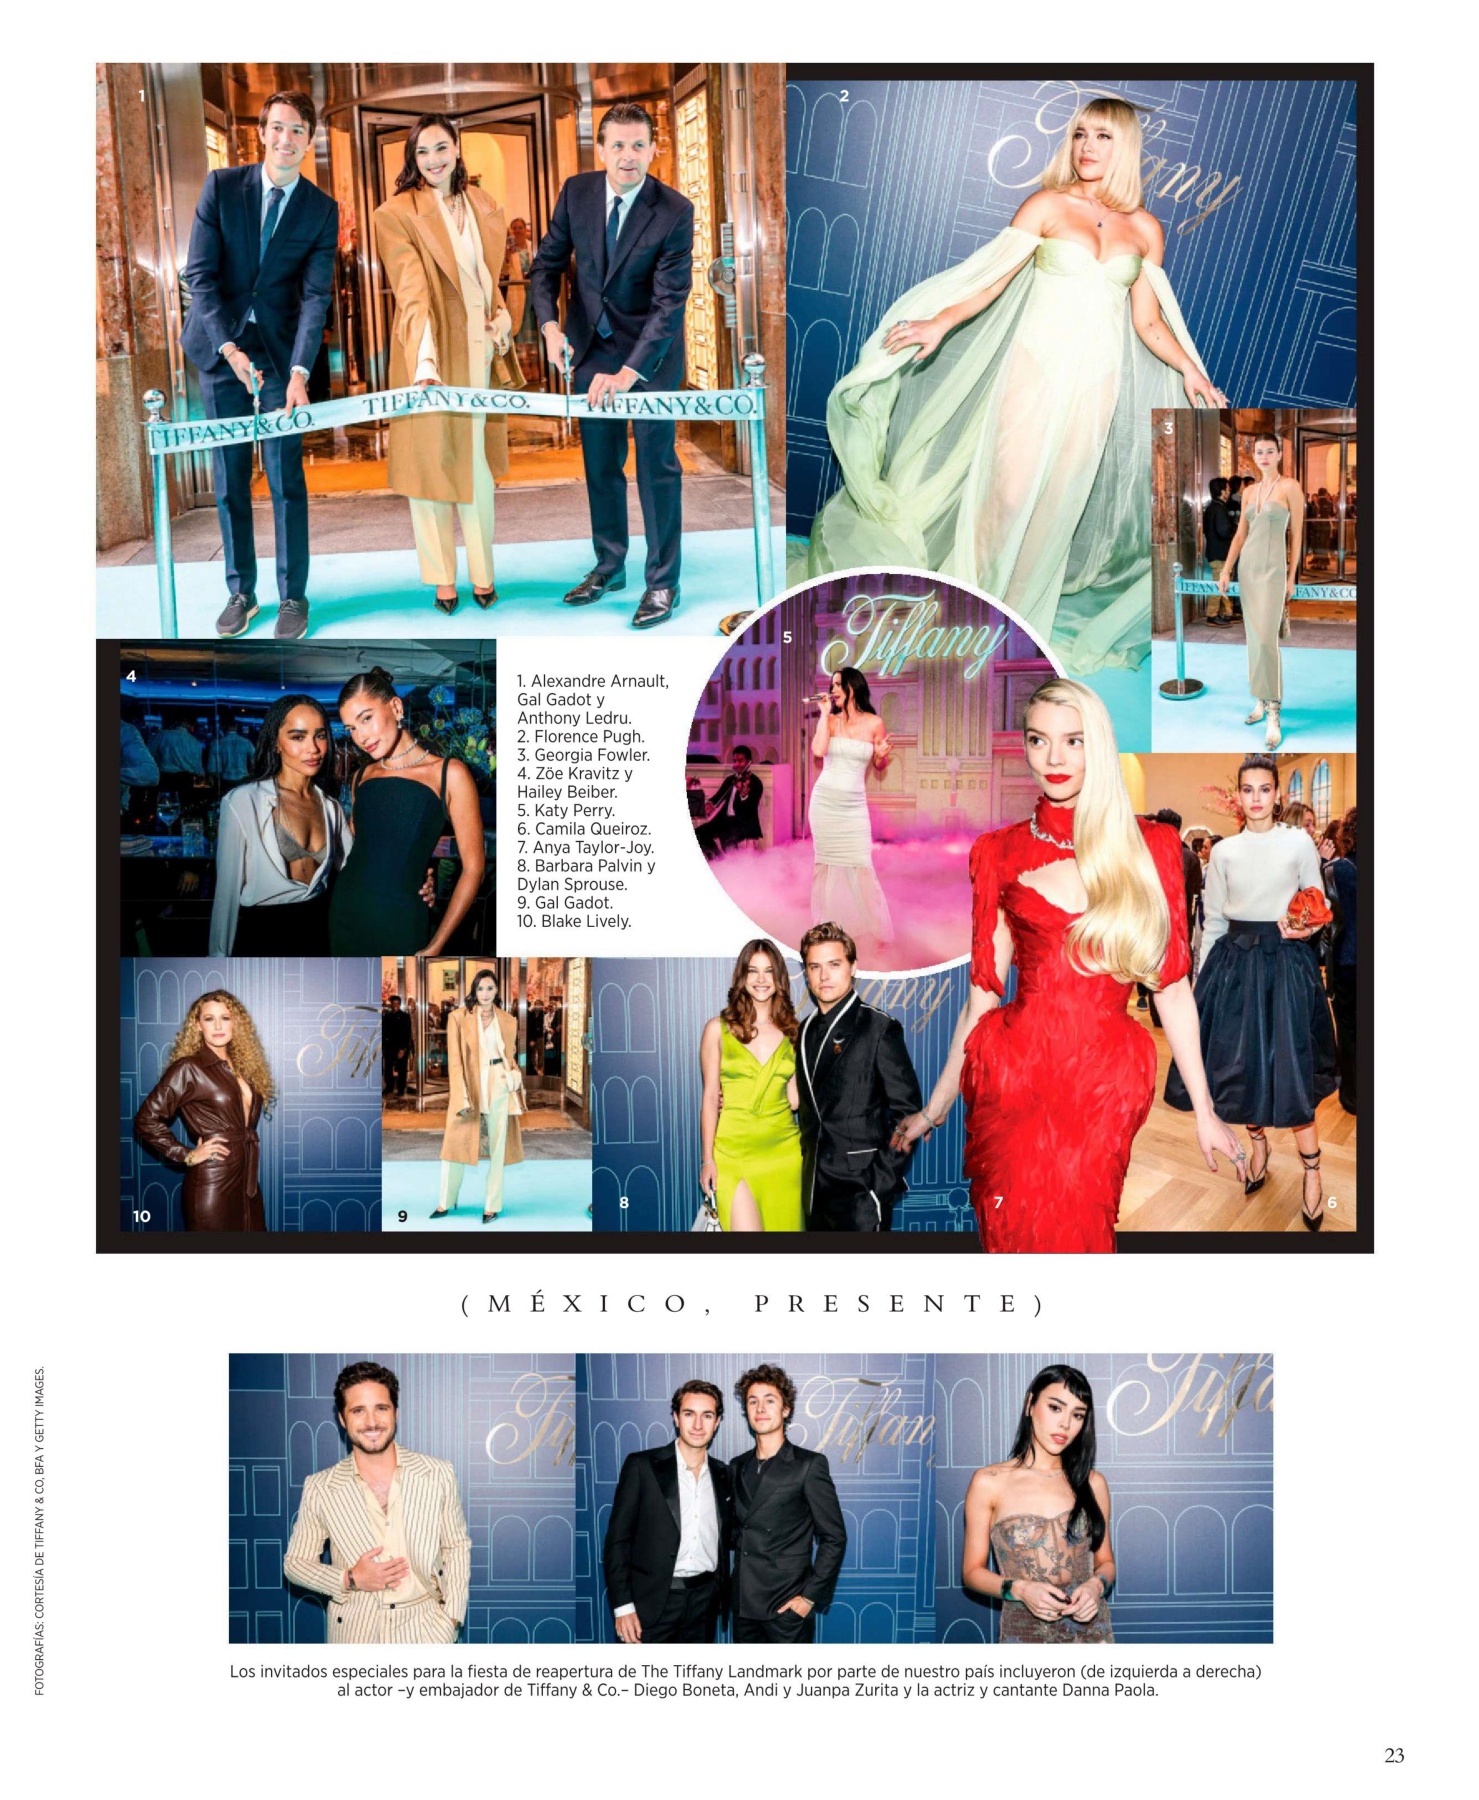 1
TIFFANY&CO.
TIFFANY&CO.
TIFFANY&CO.
2
Tiffany
3
TIFFANY&CO
5
Tiffany
4
1. Alexandre Arnault,
Gal Gadot y
Anthony Ledru.
2. Florence Pugh.
3. Georgia Fowler.
4. Zöe Kravitz y
Hailey Beiber.
5. Katy Perry.
6. Camila Queiroz.
7. Anya Taylor-Joy.
8. Barbara Palvin y
Dylan Sprouse.
9. Gal Gadot.
10. Blake Lively.
10
9
8
7
6
(MÉXICO, PRESENTE)
Tiffany
FOTOGRAFÍAS: CORTESÍA DE TIFFANY & CO, BFA Y GETTY IMAGES.
Los invitados especiales para la fiesta de reapertura de The Tiffany Landmark por parte de nuestro país incluyeron (de izquierda a derecha)
al actor –y embajador de Tiffany & Co.– Diego Boneta, Andi y Juanpa Zurita y la actriz y cantante Danna Paola.
23